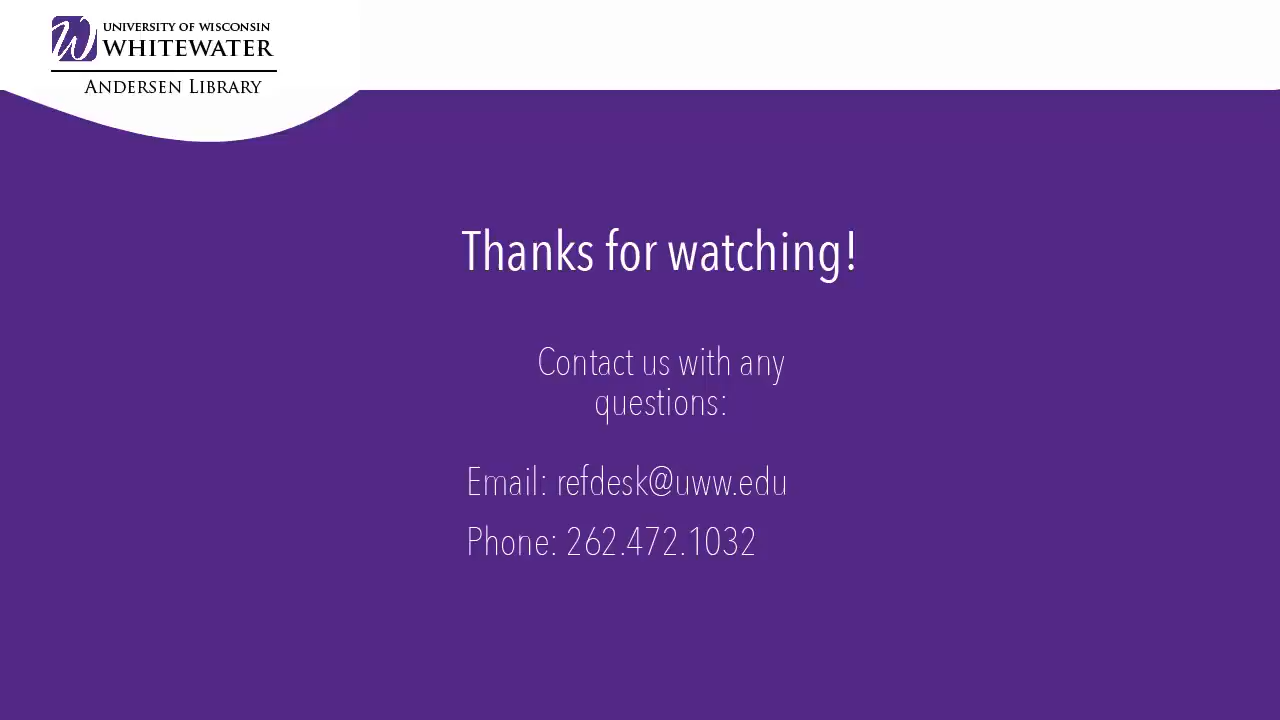 UNIVERSITY OF WISCONSIN
WHITEWATER
ANDERSEN LIBRARY
Thanks for watching!
Contact us with any
questions:
Email: refdesk@uww.edu
Phone: 262.472.1032